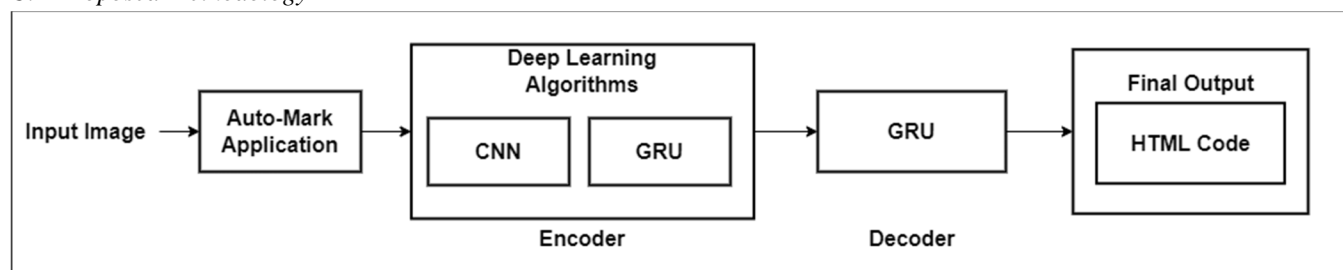 Input Image
Auto-Mark
Application
Deep Learning
Algorithms
CNN
GRU
Encoder
GRU
Decoder
Final Output
HTML Code